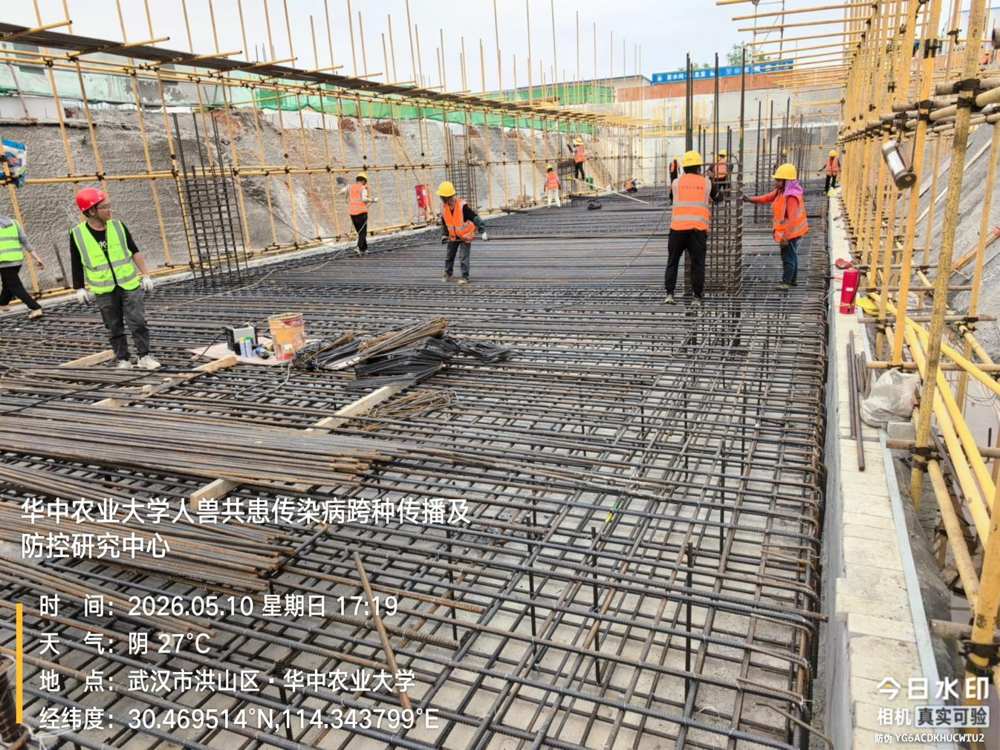 茶水间
华中农业大学人兽共患传染病跨种传播及
防控研究中心
时 间：2026.05.10 星期日 17:19
天 气：阴 27℃
地 点：武汉市洪山区·华中农业大学
经纬度：30.469514°N,114.343799°E
今日水印
相机 真实可验
防伪 YG6ACDKHUCWTU2